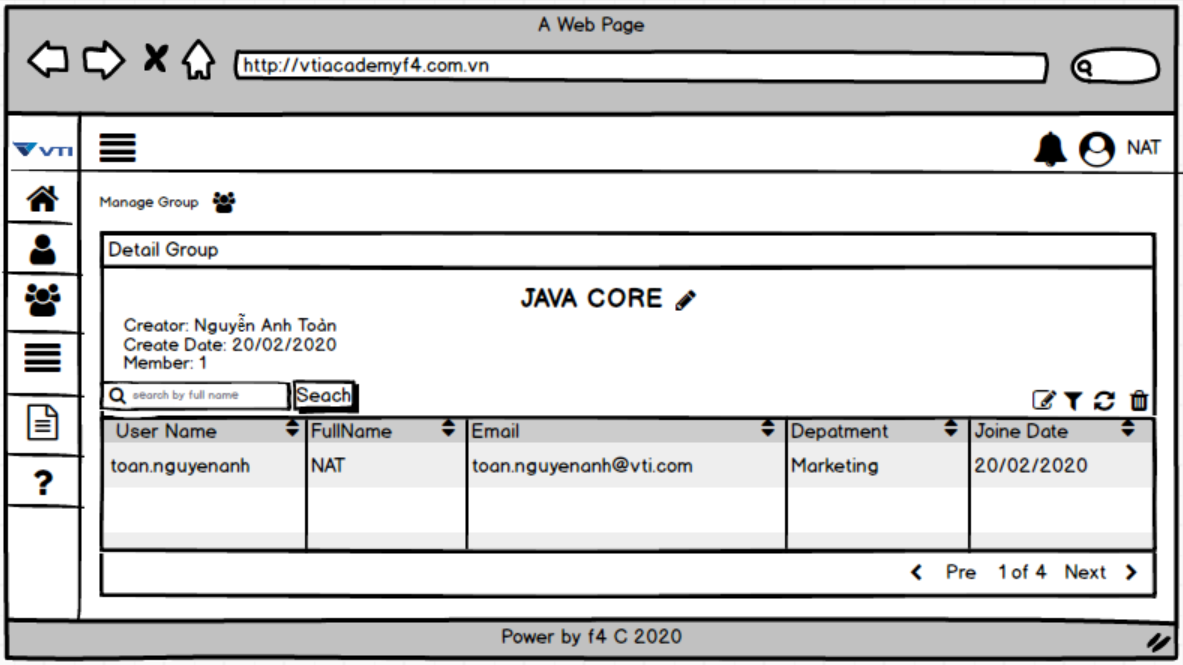 A Web Page
http://vtiacademyf4.com.vn
VTI
NAT
Manage Group
Detail Group
JAVA CORE
Creator: Nguyễn Anh Toàn
Create Date: 20/02/2020
Member: 1
search by full name Seach
User Name FullName Email Depatment Joine Date
toan.nguyenanh NAT toan.nguyenanh@vti.com Marketing 20/02/2020
Pre 1 of 4 Next
Power by f4 C 2020